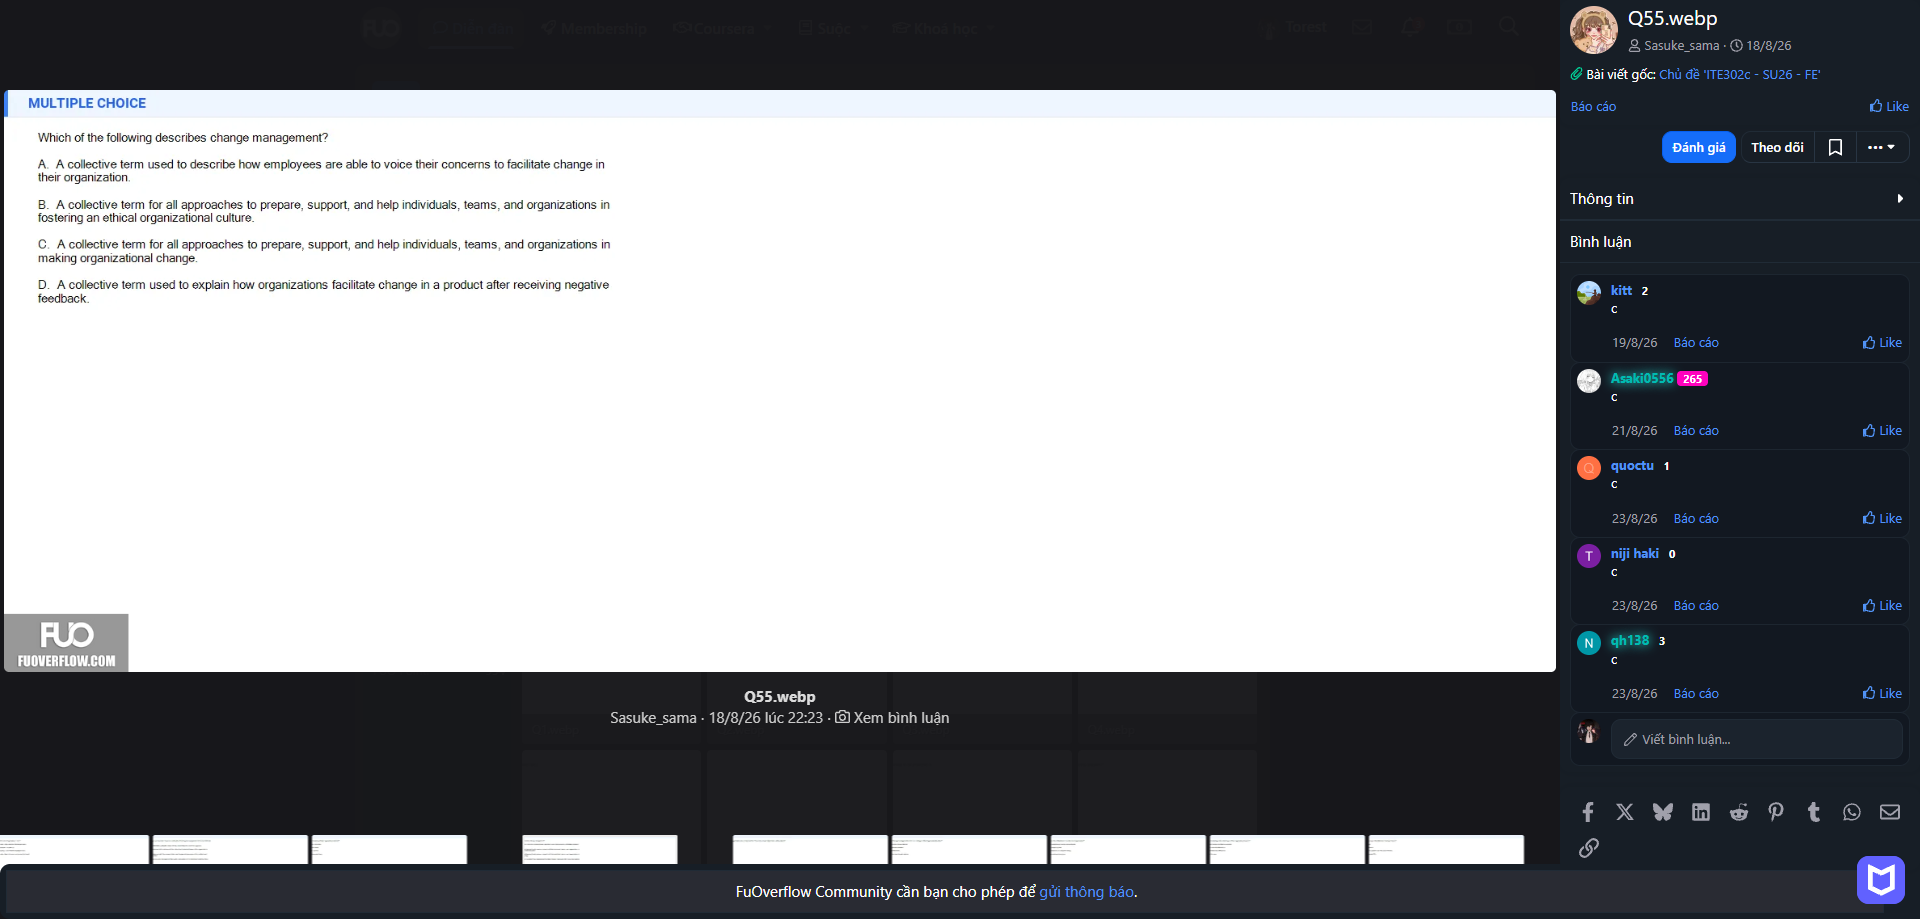 FUO
Membership
Coursera
Khoá học
Torest
MULTIPLE CHOICE
Which of the following describes change management?
A. A collective term used to describe how employees are able to voice their concerns to facilitate change in
their organization.
B. A collective term for all approaches to prepare, support, and help individuals, teams, and organizations in
fostering an ethical organizational culture.
C. A collective term for all approaches to prepare, support, and help individuals, teams, and organizations in
making organizational change.
D. A collective term used to explain how organizations facilitate change in a product after receiving negative
feedback.
FUO
FUOVERFLOW.COM
Q55.webp
Sasuke_sama · 18/8/26 lúc 22:23 · Xem bình luận
FuOverflow Community cần bạn cho phép để gửi thông báo.
Q55.webp
Sasuke_sama · 18/8/26
Bài viết gốc: Chủ đề 'ITE302c - SU26 - FE'
Báo cáo Like
Đánh giá Theo dõi
Thông tin
Bình luận
kitt 2
c
19/8/26 Báo cáo Like
Asaki0556 265
c
21/8/26 Báo cáo Like
Q quoctu 1
c
23/8/26 Báo cáo Like
T niji haki 0
c
23/8/26 Báo cáo Like
N qh138 3
c
23/8/26 Báo cáo Like
Viết bình luận...